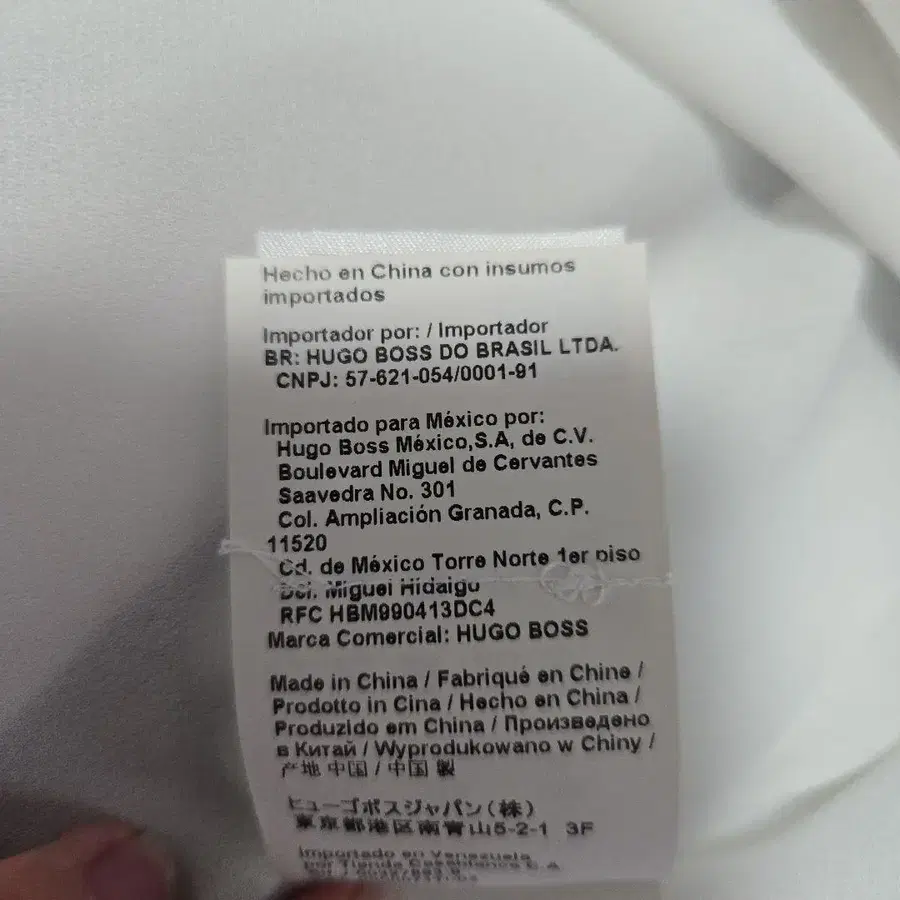 Hecho en China con insumos
importados
Importador por: / Importador
BR: HUGO BOSS DO BRASIL LTDA.
CNPJ: 57-621-054/0001-91
Importado para México por:
Hugo Boss México,S.A, de C.V.
Boulevard Miguel de Cervantes
Saavedra No. 301
Col. Ampliación Granada, C.P.
11520
Cd. de México Torre Norte 1er piso
Del. Miguel Hidalgo
RFC HBM990413DC4
Marca Comercial: HUGO BOSS
Made in China / Fabriqué en Chine /
Prodotto in Cina / Hecho en China /
Produzido em China / Произведено
в Китай / Wyprodukowano w Chiny /
产地 中国 / 中国 製
ヒューゴボスジャパン(株)
東京都港区南青山5-2-1 3F
Importado en Venezuela
por Tienda Casablanca C.A.